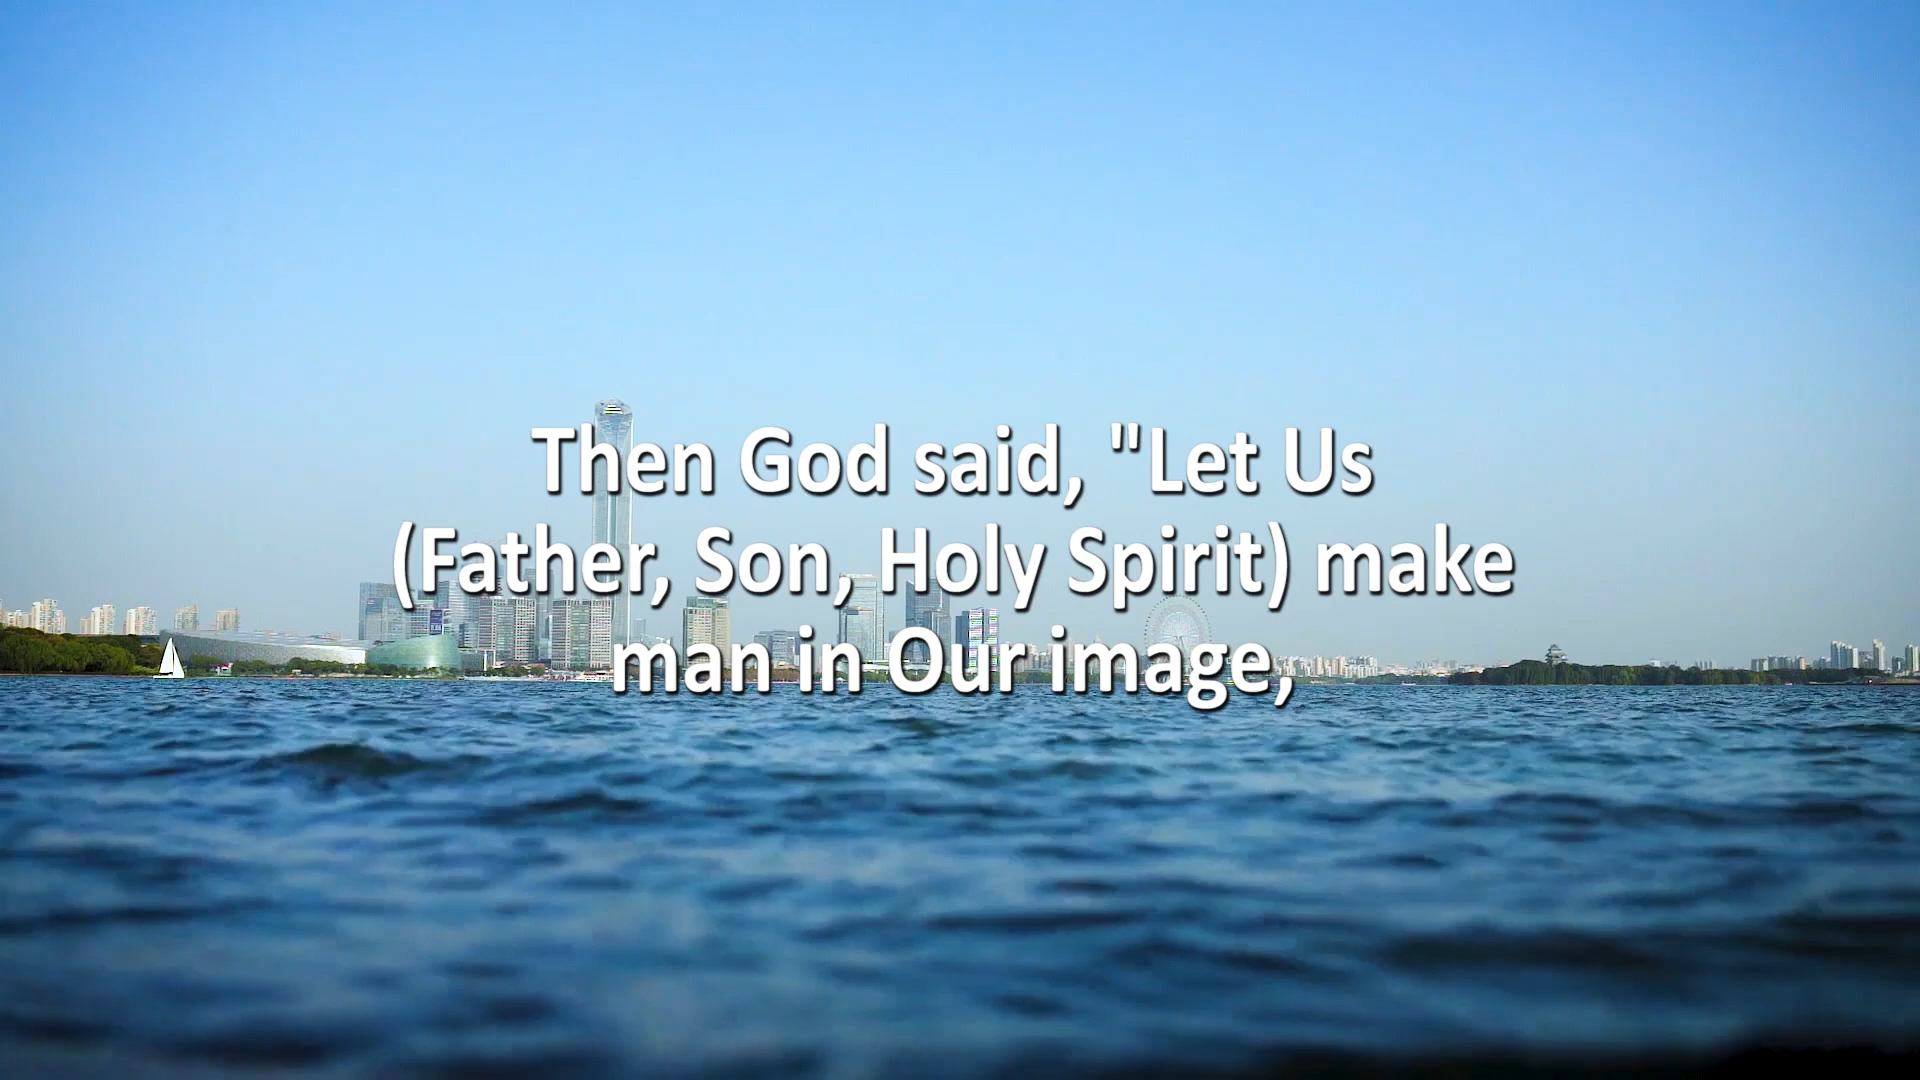 Then God said, "Let Us
(Father, Son, Holy Spirit) make
man in Our image,